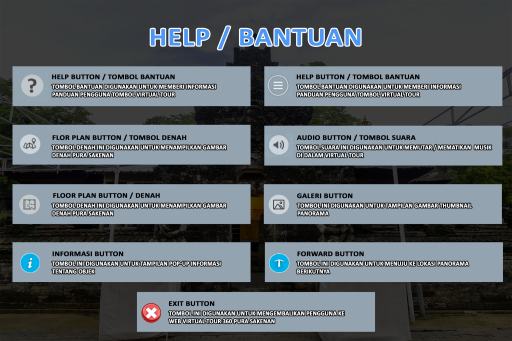 HELP / BANTUAN
HELP BUTTON / TOMBOL BANTUAN
TOMBOL BANTUAN DIGUNAKAN UNTUK MEMBERI INFORMASI
PANDUAN PENGGUNA TOMBOL VIRTUAL TOUR
HELP BUTTON / TOMBOL BANTUAN
TOMBOL BANTUAN DIGUNAKAN UNTUK MEMBERI INFORMASI
PANDUAN PENGGUNA TOMBOL VIRTUAL TOUR
FLOR PLAN BUTTON / TOMBOL DENAH
TOMBOL DENAH INI DIGUNAKAN UNTUK MENAMPILKAN GAMBAR
DENAH PURA SAKENAN
AUDIO BUTTON / TOMBOL SUARA
TOMBOL SUARA INI DIGUNAKAN UNTUK MEMUTAR / MEMATIKAN MUSIK
DI DALAM VIRTUAL TOUR
FLOOR PLAN BUTTON / DENAH
TOMBOL DENAH INI DIGUNAKAN UNTUK MENAMPILKAN GAMBAR
DENAH PURA SAKENAN
GALERI BUTTON
TOMBOL INI DIGUNAKAN UNTUK TAMPILAN GAMBAR THUMBNAIL
PANORAMA
INFORMASI BUTTON
TOMBOL INI DIGUNAKAN UNTUK TAMPILAN POP-UP INFORMASI
TENTANG OBJEK
FORWARD BUTTON
TOMBOL INI DIGUNAKAN UNTUK MENUJU KE LOKASI PANORAMA
BERIKUTNYA
EXIT BUTTON
TOMBOL INI DIGUNAKAN UNTUK MENGEMBALIKAN PENGGUNA KE
WEB VIRTUAL TOUR 360 PURA SAKENAN